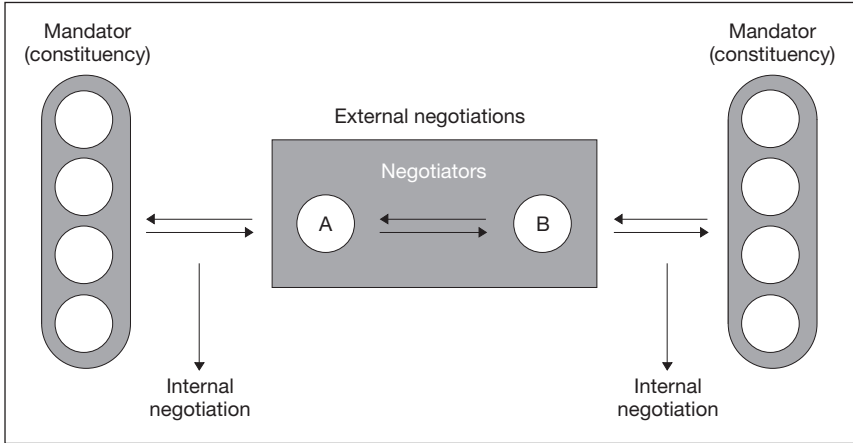 Mandator
(constituency)
Mandator
(constituency)
External negotiations
Negotiators
A
B
Internal
negotiation
Internal
negotiation